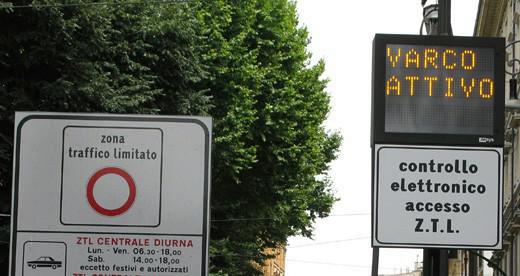 zona
traffico limitato
ZTL CENTRALE DIURNA
Lun. - Ven. 06.30-18,00
Sab. 14.00-18,00
eccetto festivi e autorizzati
VARCO
ATTIVO
controllo
elettronico
accesso
Z.T.L.